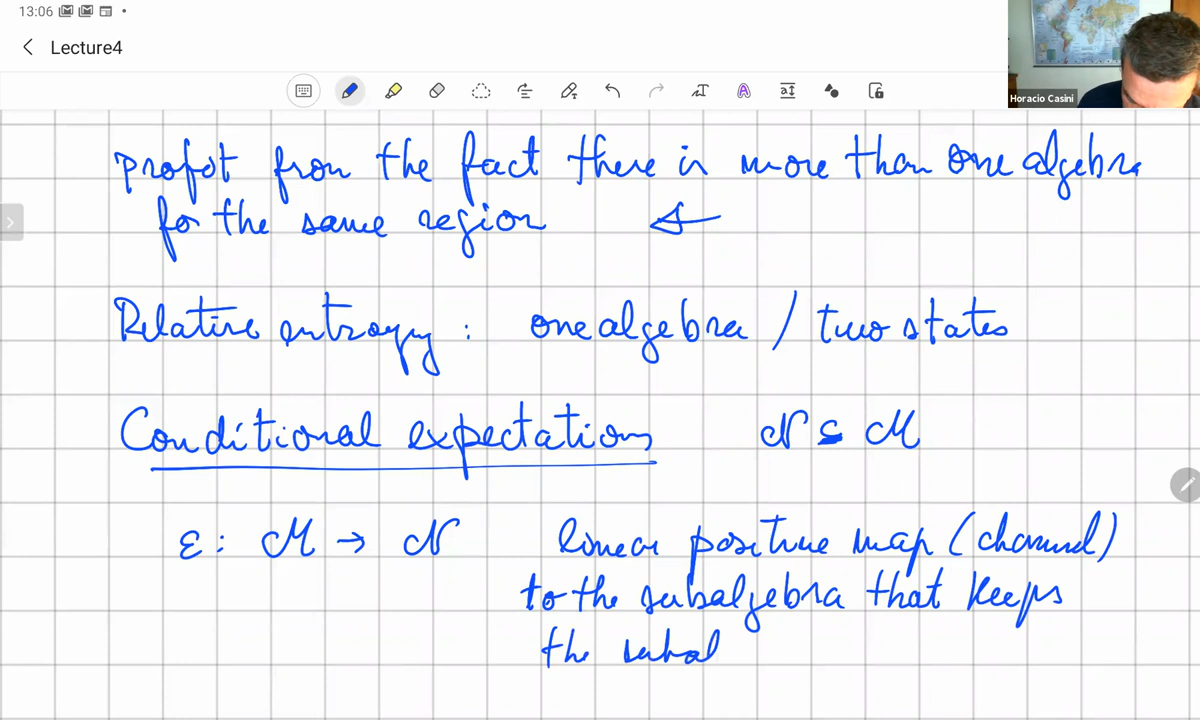 13:06
Lecture4
Horacio Casini
profit from the fact there is more than one algebra
for the same region
Relative entropy : one algebra / two states
Conditional expectations N ⊆ M
ε : M → N linear positive map (channel)
to the subalgebra that keeps
the subal